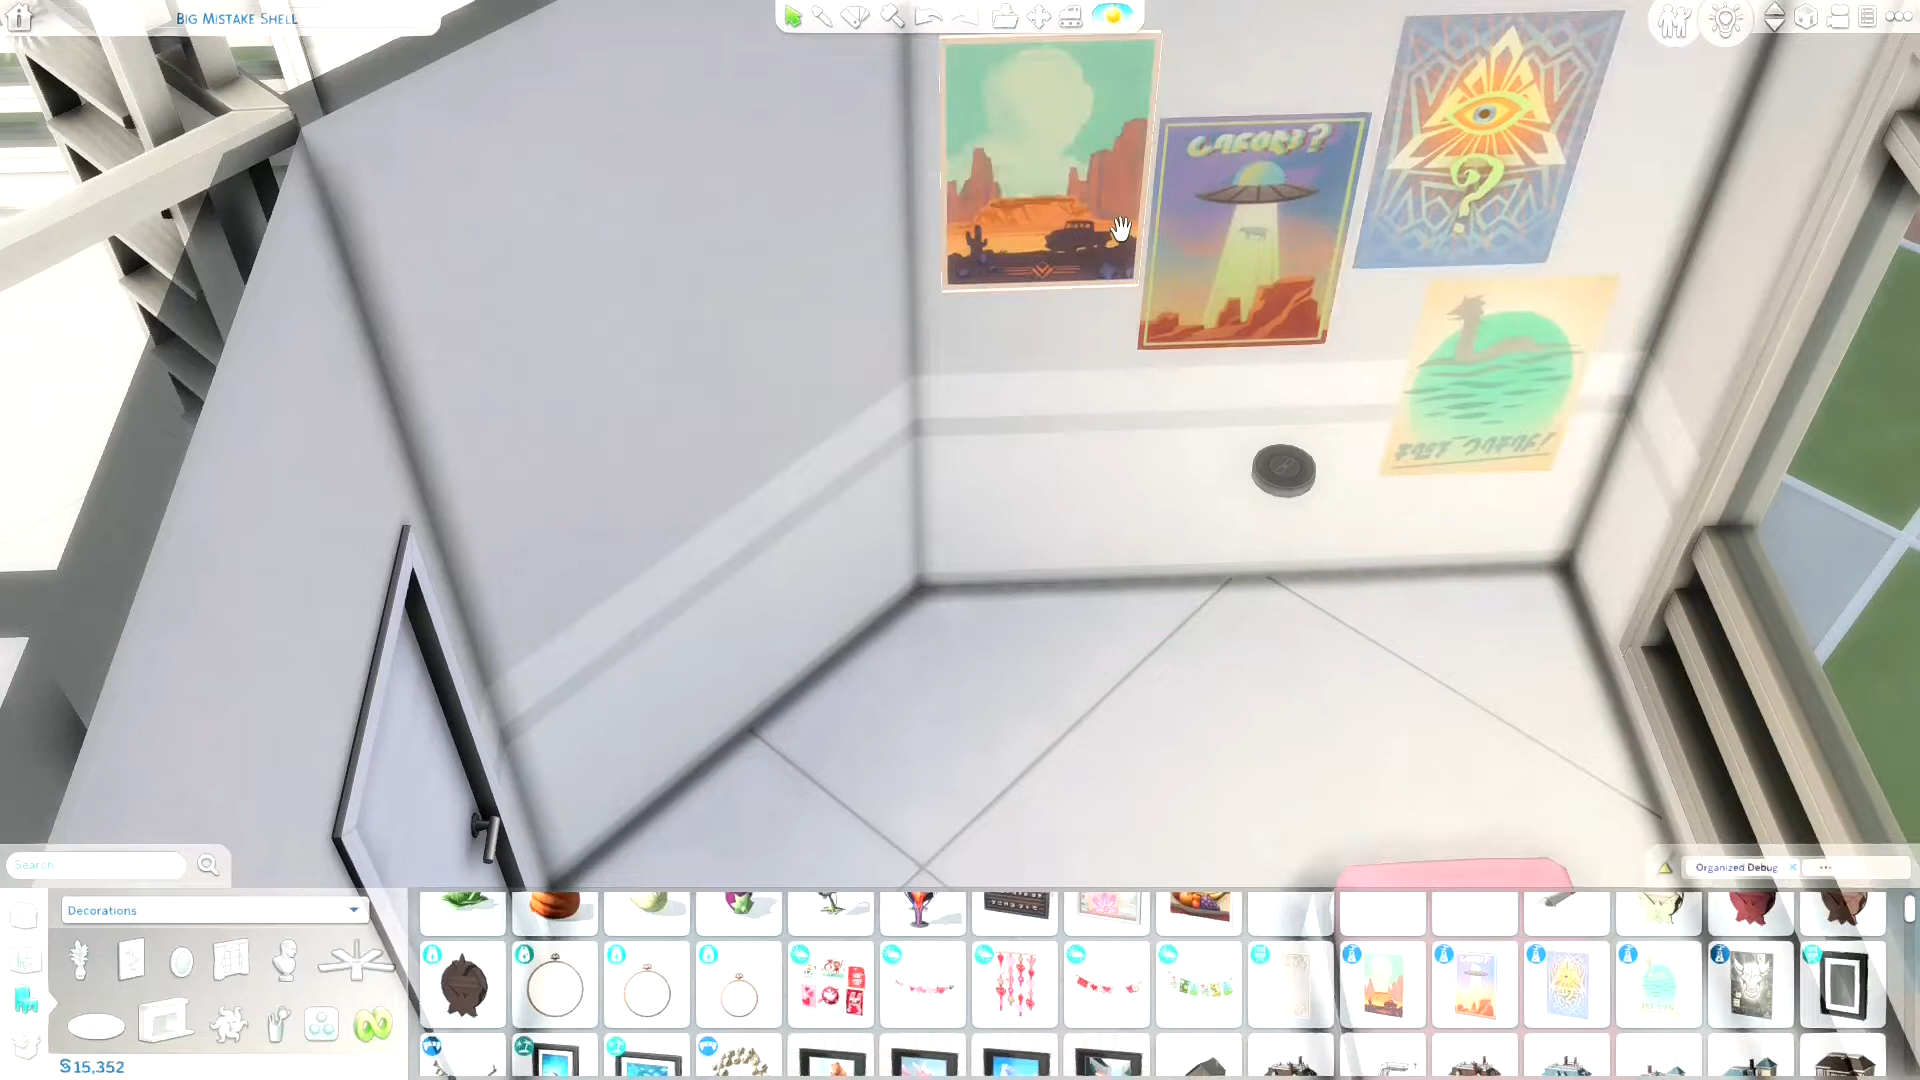 BIG MISTAKE SHELL
Search
Organized Debug
Decorations
§15,352